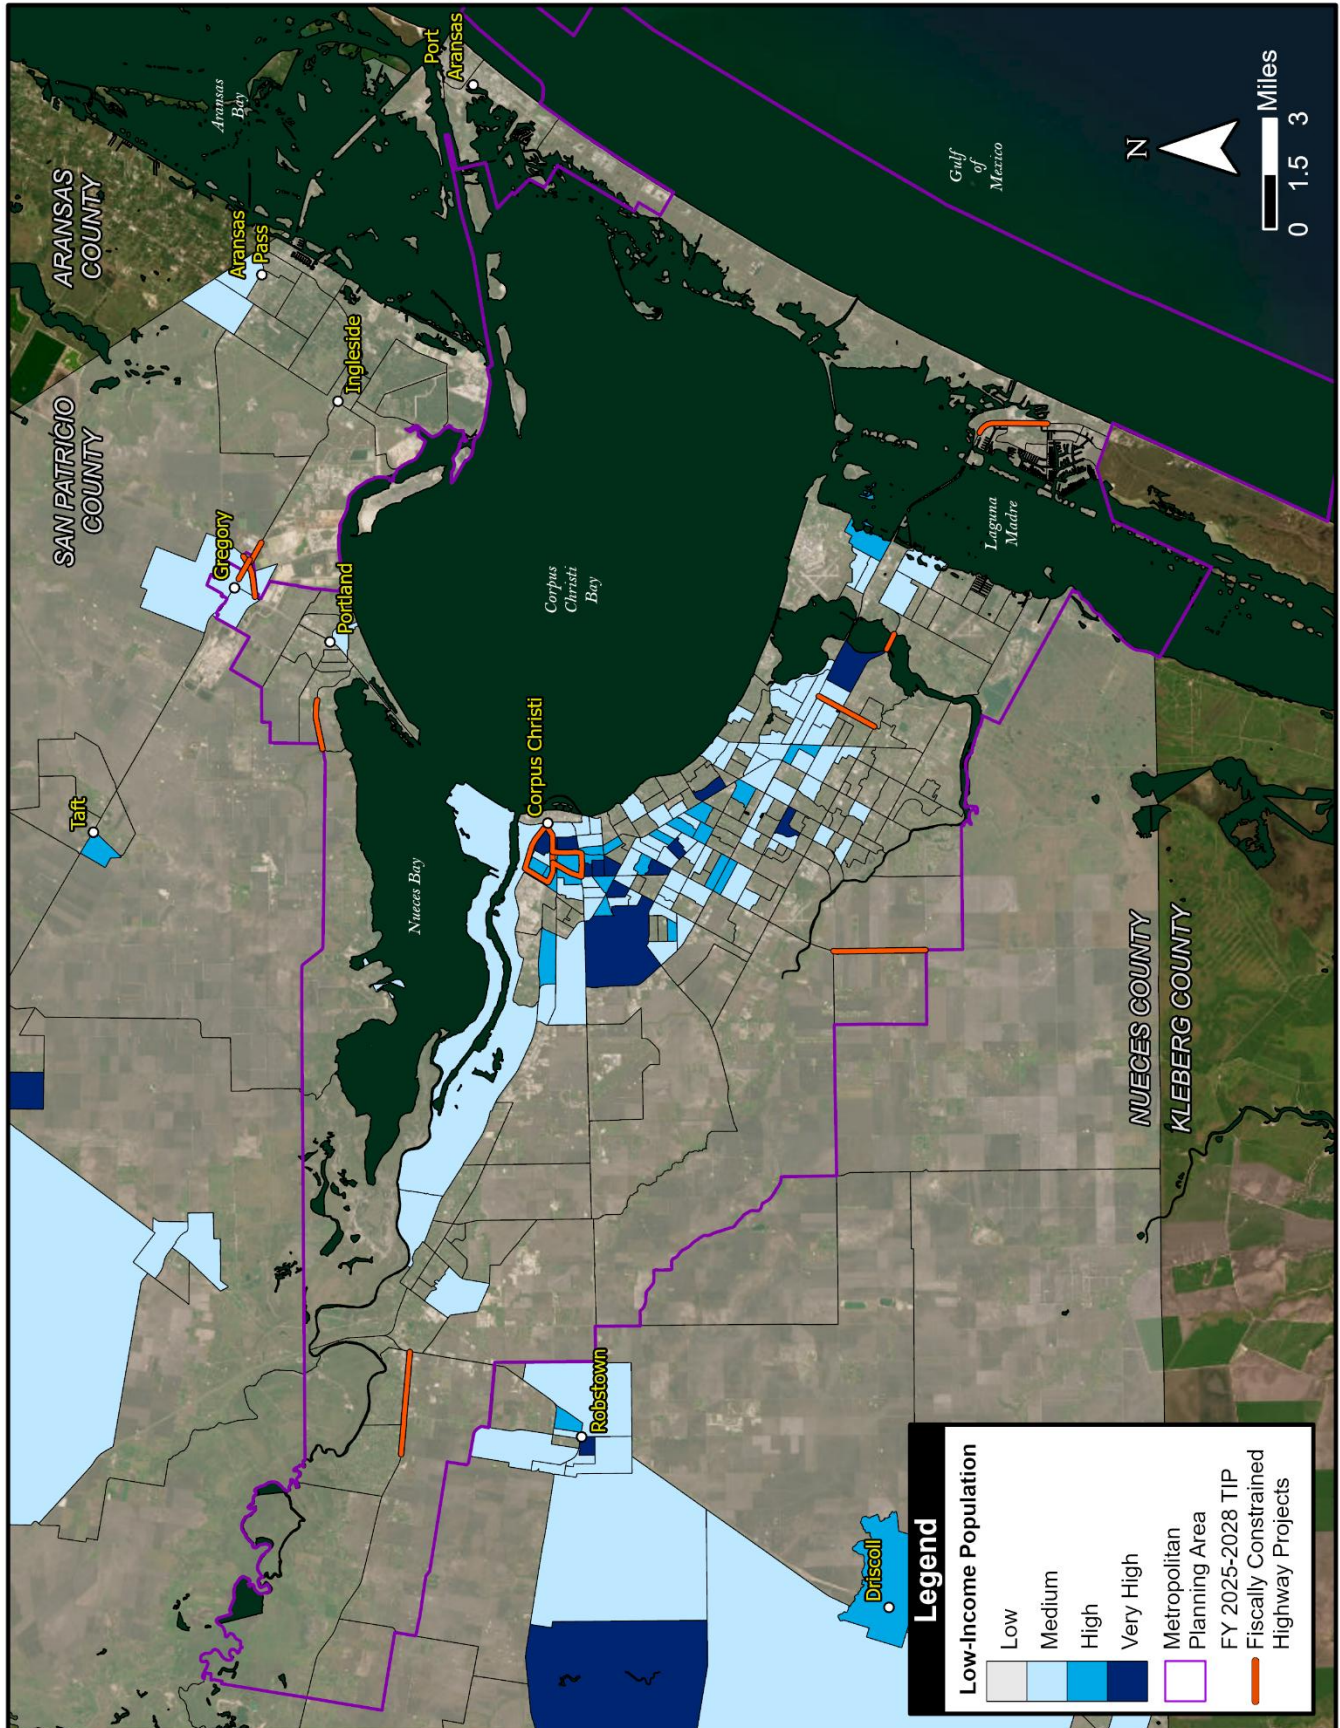 ARANSAS
COUNTY
SAN PATRICIO
COUNTY
Aransas
Bay
Port
Aransas
Aransas
Pass
Ingleside
Gregory
Portland
Taft
Nueces Bay
Corpus
Christi
Bay
Corpus Christi
Gulf
of
Mexico
Laguna
Madre
Robstown
Driscoll
NUECES COUNTY
KLEBERG COUNTY
N
0 1.5 3
Miles
Legend
Low-Income Population
Low
Medium
High
Very High
Metropolitan
Planning Area
FY 2025-2028 TIP
Fiscally Constrained
Highway Projects